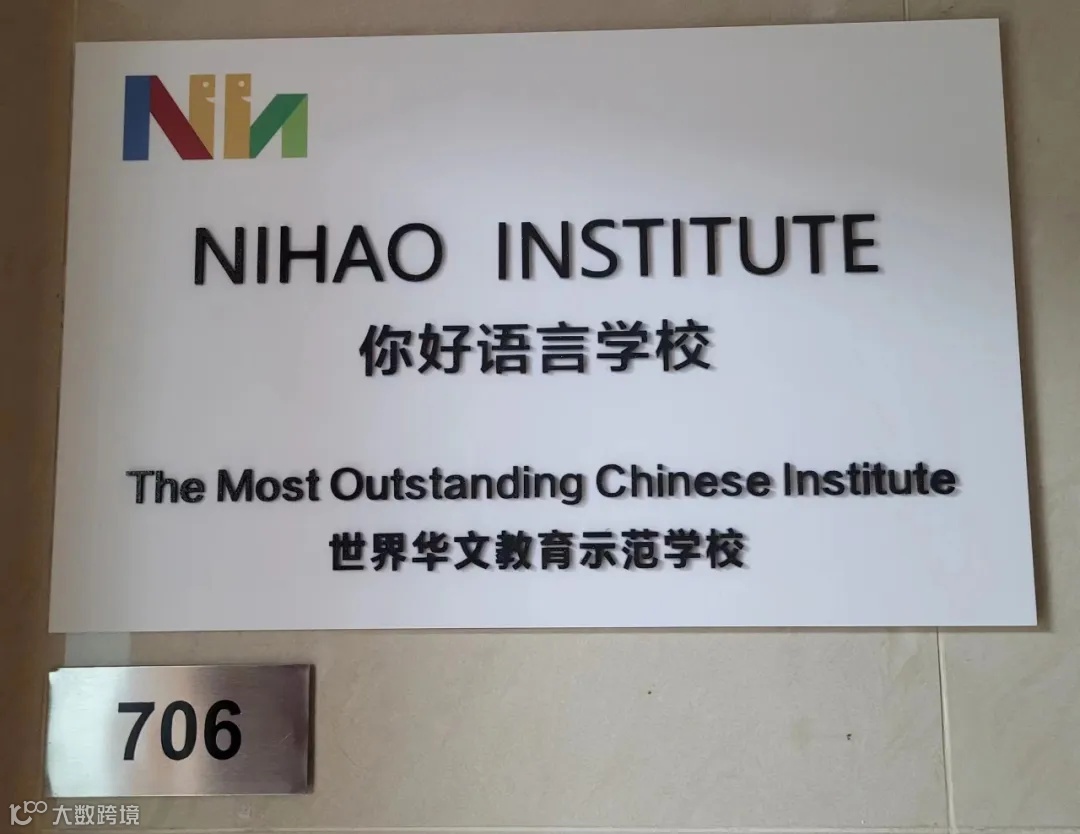 NiN
NIHAO INSTITUTE
你好语言学校
The Most Outstanding Chinese Institute
世界华文教育示范学校
706
大数跨境